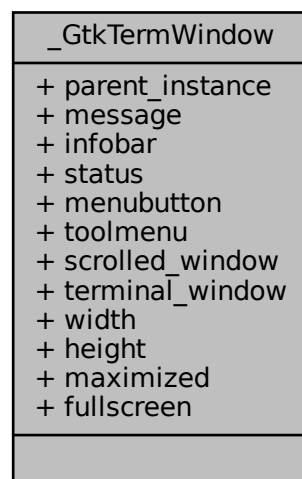 _GtkTermWindow
+ parent_instance
+ message
+ infobar
+ status
+ menubutton
+ toolmenu
+ scrolled_window
+ terminal_window
+ width
+ height
+ maximized
+ fullscreen